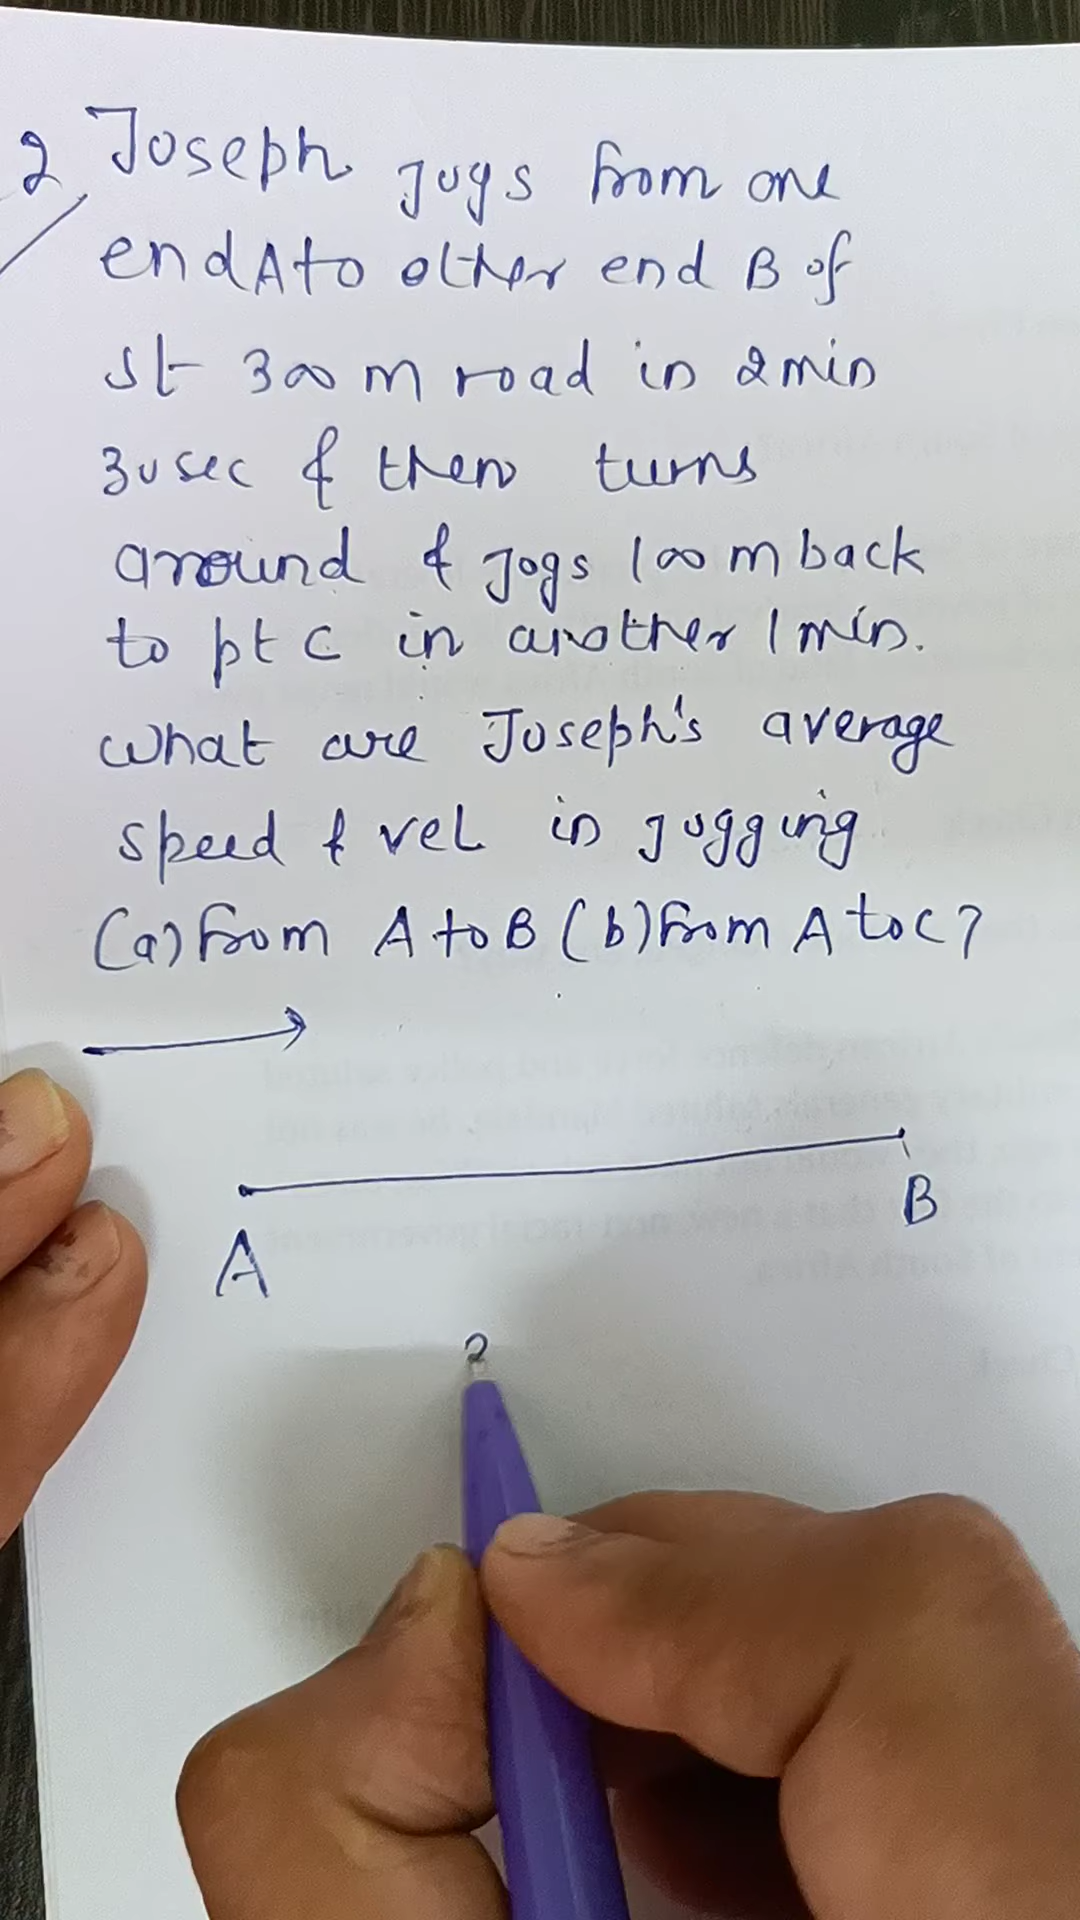 2 Joseph jogs from one
end A to other end B of
st 300 m road in 2 min
30 sec & then turns
around & jogs 100 m back
to pt C in another 1 min.
what are Joseph's average
speed & vel in jogging
(a) from A to B (b) from A to C?
A B
2